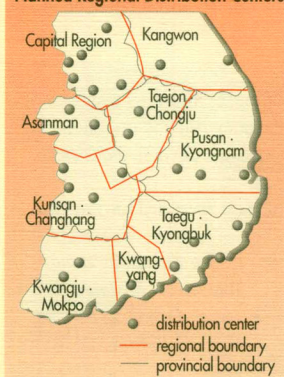 Planned Regional Distribution Centers
Capital Region
Kangwon
Taejon ·
Chongju
Asanman
Pusan ·
Kyongnam
Kunsan ·
Changhang
Taegu ·
Kyongbuk
Kwang-
yang
Kwangju ·
Mokpo
distribution center
regional boundary
provincial boundary